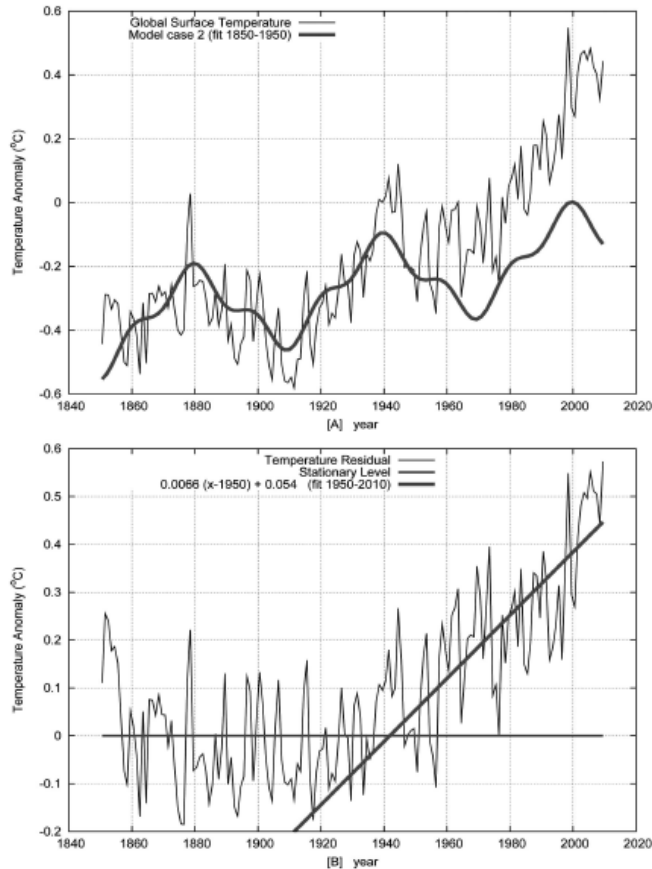 Global Surface Temperature
Model case 2 (fit 1850-1950)
0.6
0.4
0.2
0
-0.2
-0.4
-0.6
Temperature Anomaly (°C)
1840 1860 1880 1900 1920 1940 1960 1980 2000 2020
[A] year
Temperature Residual
Stationary Level
0.0066 (x-1950) + 0.054 (fit 1950-2010)
0.6
0.5
0.4
0.3
0.2
0.1
0
-0.1
-0.2
Temperature Anomaly (°C)
1840 1860 1880 1900 1920 1940 1960 1980 2000 2020
[B] year